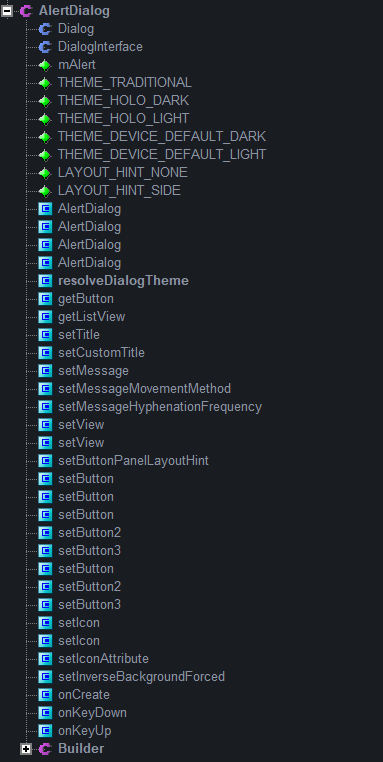 AlertDialog
Dialog
DialogInterface
mAlert
THEME_TRADITIONAL
THEME_HOLO_DARK
THEME_HOLO_LIGHT
THEME_DEVICE_DEFAULT_DARK
THEME_DEVICE_DEFAULT_LIGHT
LAYOUT_HINT_NONE
LAYOUT_HINT_SIDE
AlertDialog
AlertDialog
AlertDialog
AlertDialog
resolveDialogTheme
getButton
getListView
setTitle
setCustomTitle
setMessage
setMessageMovementMethod
setMessageHyphenationFrequency
setView
setView
setButtonPanelLayoutHint
setButton
setButton
setButton
setButton2
setButton3
setButton
setButton2
setButton3
setIcon
setIcon
setIconAttribute
setInverseBackgroundForced
onCreate
onKeyDown
onKeyUp
Builder